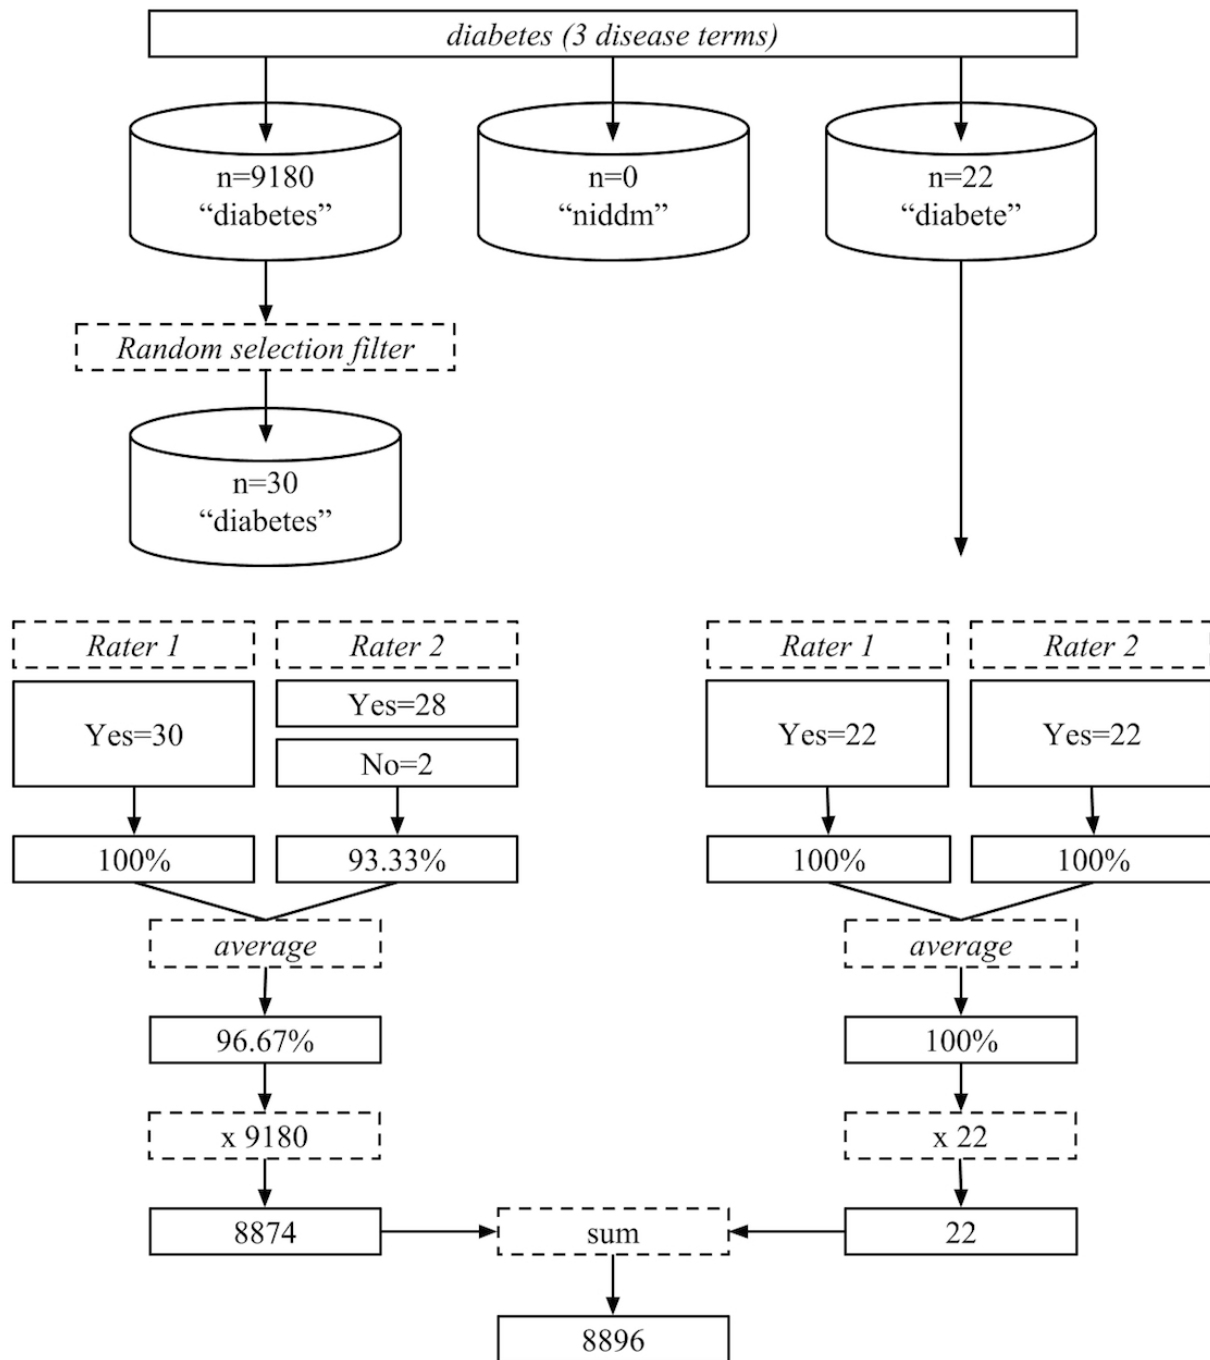 diabetes (3 disease terms)
n=9180
“diabetes”
n=0
“niddm”
n=22
“diabete”
Random selection filter
n=30
“diabetes”
Rater 1
Rater 2
Rater 1
Rater 2
Yes=30
Yes=28
No=2
Yes=22
Yes=22
100%
93.33%
100%
100%
average
average
96.67%
100%
x 9180
x 22
8874
sum
22
8896